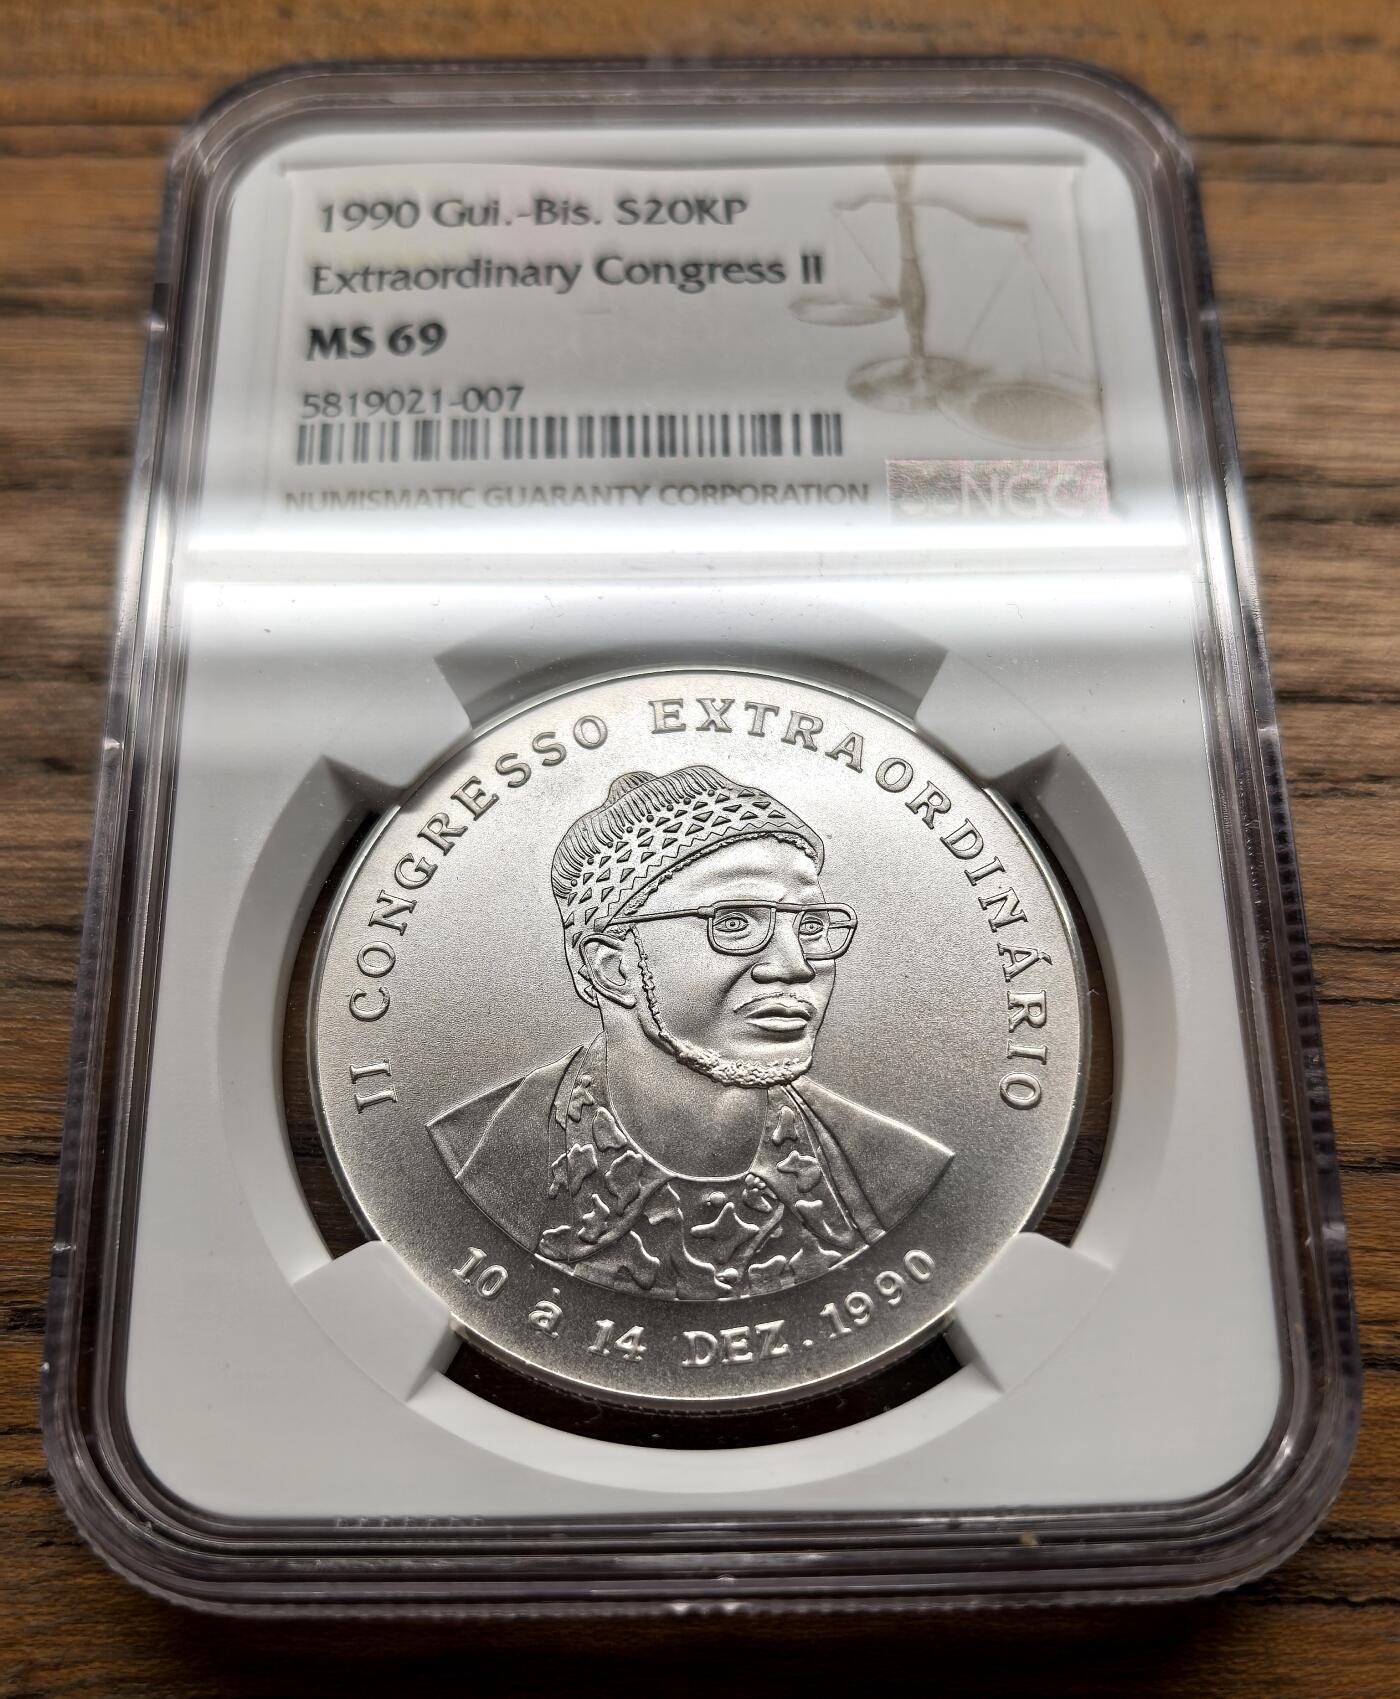 1990 Gui.-Bis. S20KP
Extraordinary Congress II
MS 69
5819021-007
NUMISMATIC GUARANTY CORPORATION
NGC
II CONGRESSO EXTRAORDINÁRIO
10 à 14 DEZ. 1990